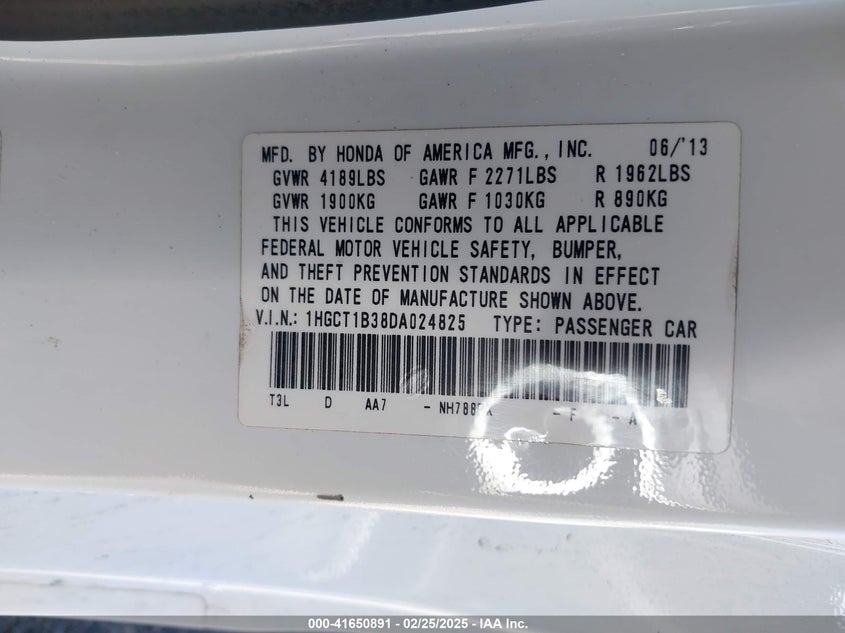 MFD. BY HONDA OF AMERICA MFG., INC. 06/'13
GVWR 4189LBS GAWR F 2271LBS R 1962LBS
GVWR 1900KG GAWR F 1030KG R 890KG
THIS VEHICLE CONFORMS TO ALL APPLICABLE
FEDERAL MOTOR VEHICLE SAFETY, BUMPER,
AND THEFT PREVENTION STANDARDS IN EFFECT
ON THE DATE OF MANUFACTURE SHOWN ABOVE.
V.I.N.: 1HGCT1B38DA024825 TYPE: PASSENGER CAR
T3L D AA7 - - F - A
000-41650891 - 02/25/2025 - IAA Inc.